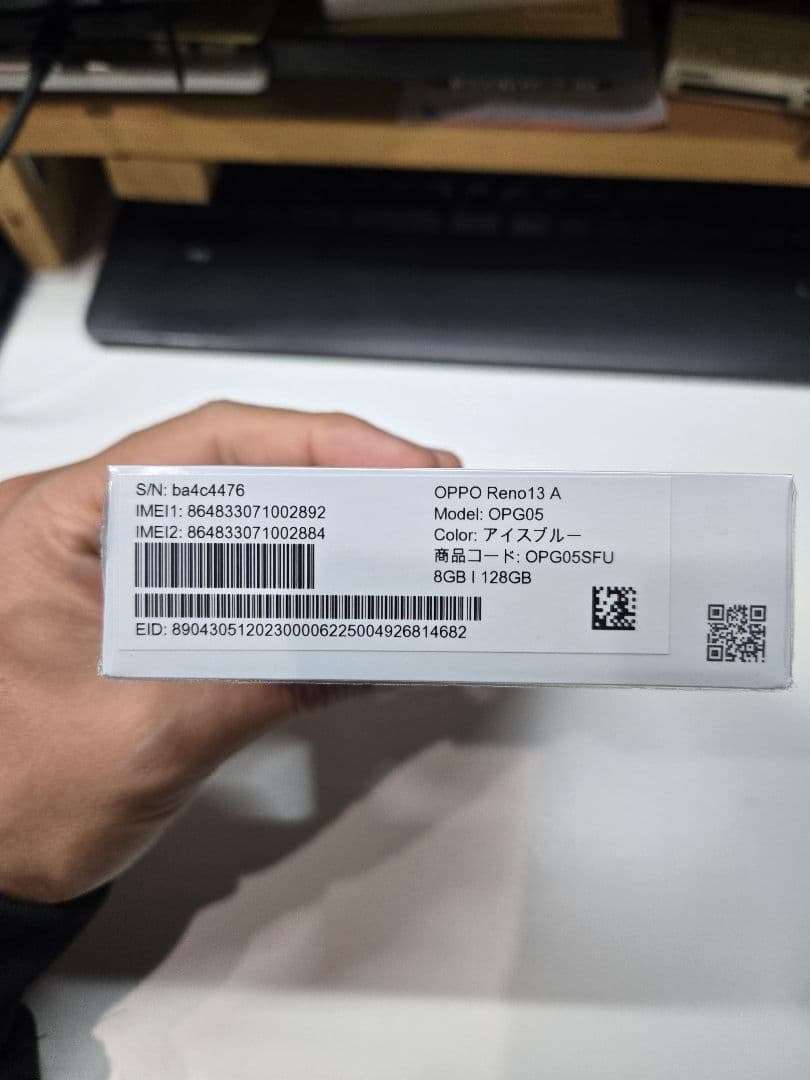 S/N: ba4c4476
IMEI1: 864833071002892
IMEI2: 864833071002884
EID: 89043051202300006225004926814682
OPPO Reno13 A
Model: OPG05
Color: アイスブルー
商品コード: OPG05SFU
8GB | 128GB